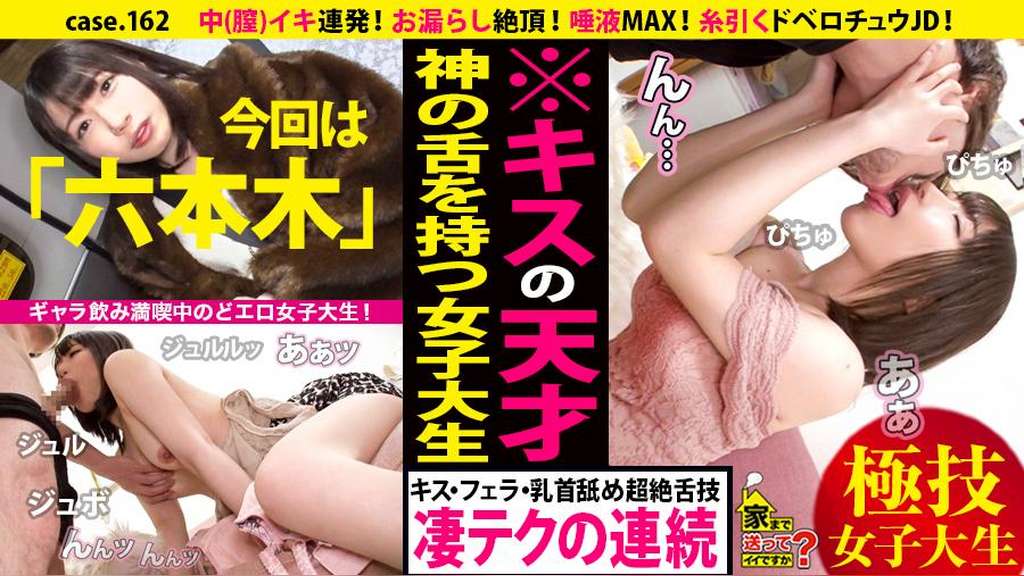 case.162 中(膣)イキ連発!お漏らし絶頂!唾液MAX!糸引くドベロチュウJD!
今回は
「六本木」
ギャラ飲み満喫中のどエロ女子大生!
ジュルルッ
あぁッ
ジュル
ジュボ
んんッ んんッ
※キスの天才
神の舌を持つ女子大生
キス・フェラ・乳首舐め超絶舌技
凄テクの連続
んん…
ぴちゅ
ぴちゅ
あぁ
家まで
送って
イイですか?
極技
女子大生